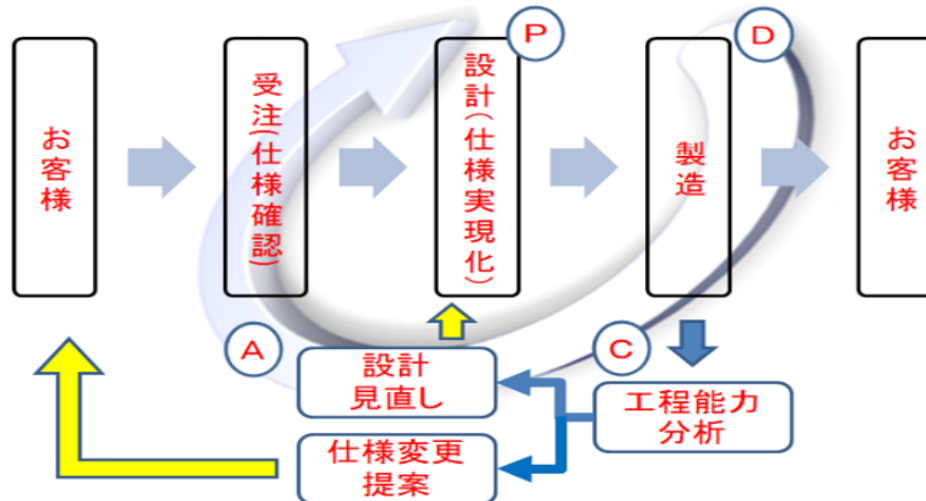 お客様
受注(仕様確認)
設計(仕様実現化)
P
製造
D
お客様
A
設計
見直し
C
工程能力
分析
仕様変更
提案